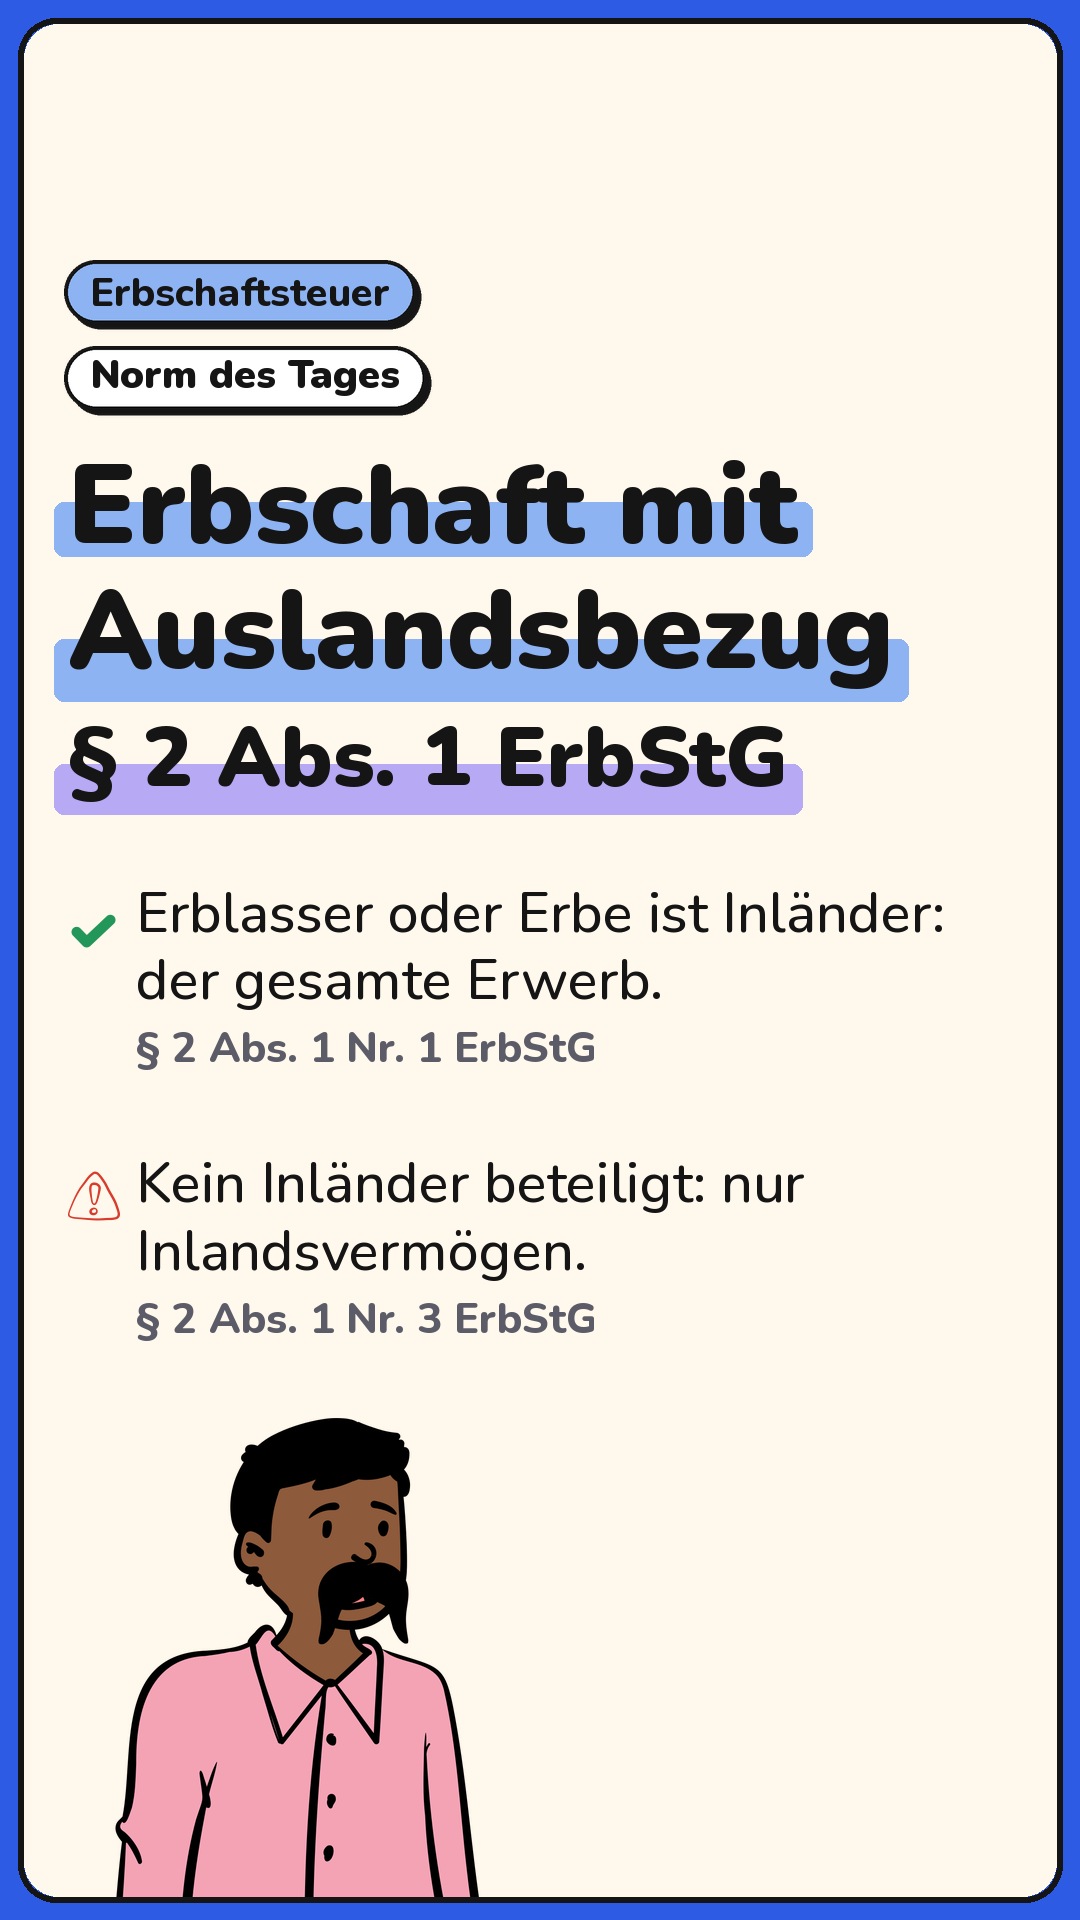 Erbschaftsteuer
Norm des Tages
Erbschaft mit
Auslandsbezug
§ 2 Abs. 1 ErbStG
Erblasser oder Erbe ist Inländer:
der gesamte Erwerb.
§ 2 Abs. 1 Nr. 1 ErbStG
Kein Inländer beteiligt: nur
Inlandsvermögen.
§ 2 Abs. 1 Nr. 3 ErbStG